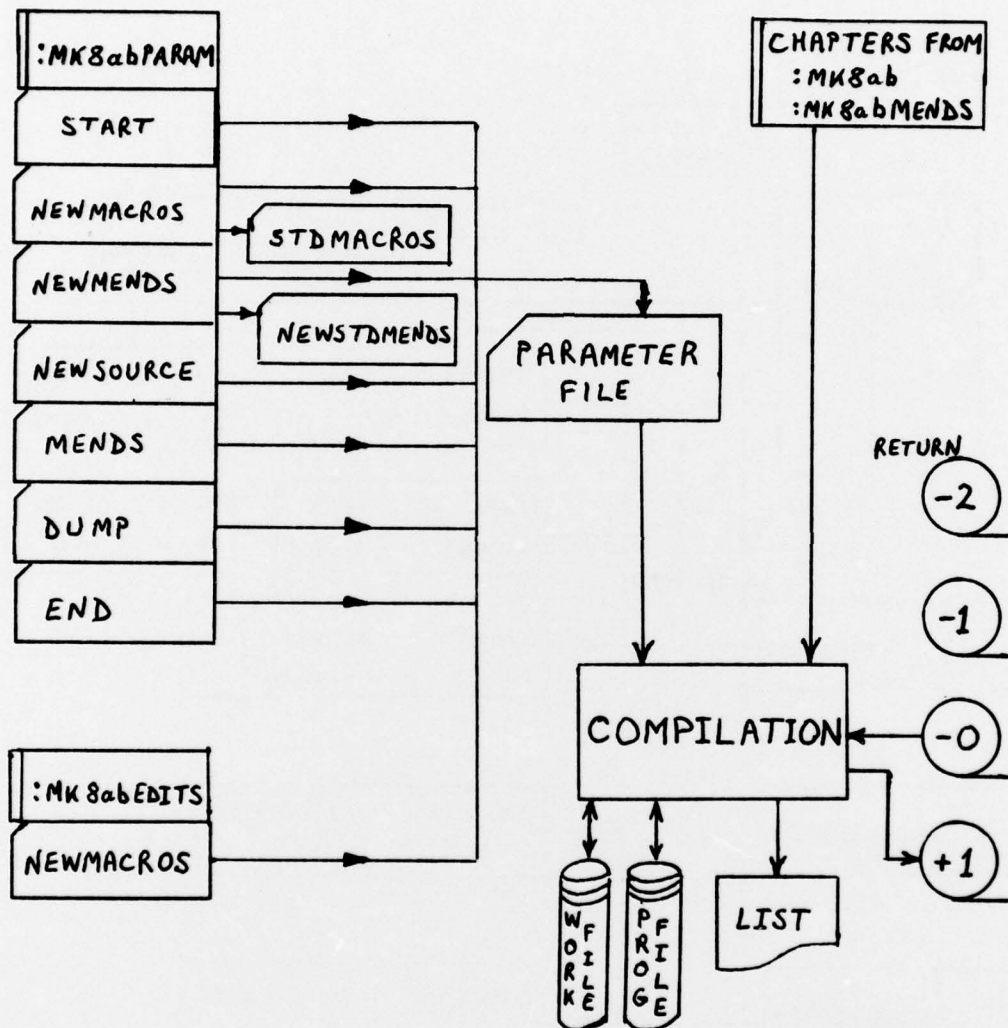 :MK8abPARAM
START
NEWMACROS
STDMACROS
NEWMENDS
NEWSTDMENDS
NEWSOURCE
MENDS
DUMP
END
:MK8abEDITS
NEWMACROS
CHAPTERS FROM
:MK8ab
:MK8abMENDS
PARAMETER
FILE
COMPILATION
RETURN
-2
-1
-0
+1
WORK
FILE
PROG
FILE
LIST